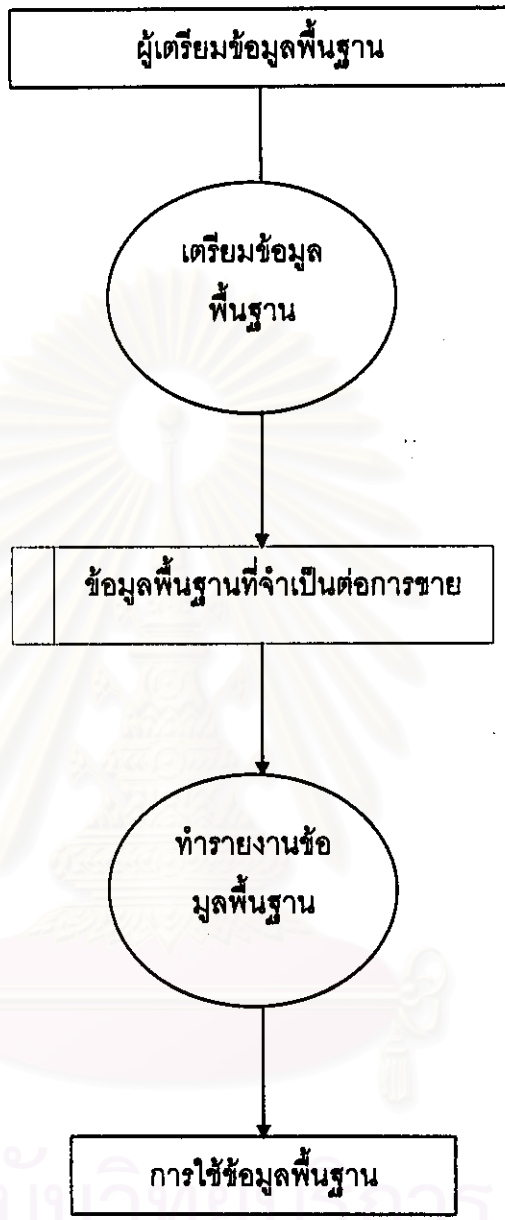 ผู้เตรียมข้อมูลพื้นฐาน
เตรียมข้อมูล
พื้นฐาน
ข้อมูลพื้นฐานที่จำเป็นต่อการขาย
ทำรายงานข้อ
มูลพื้นฐาน
การใช้ข้อมูลพื้นฐาน